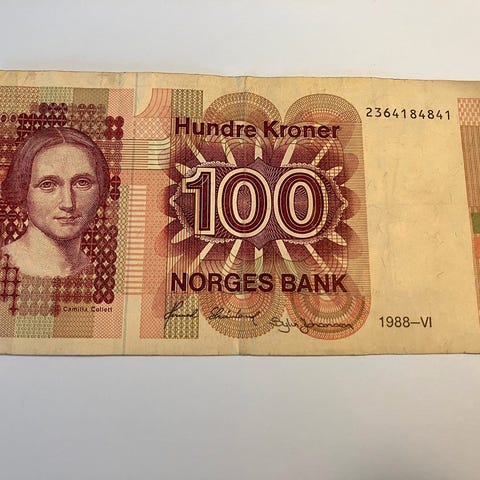 Hundre Kroner
2364184841
100
NORGES BANK
Camilla Collett
1988–VI